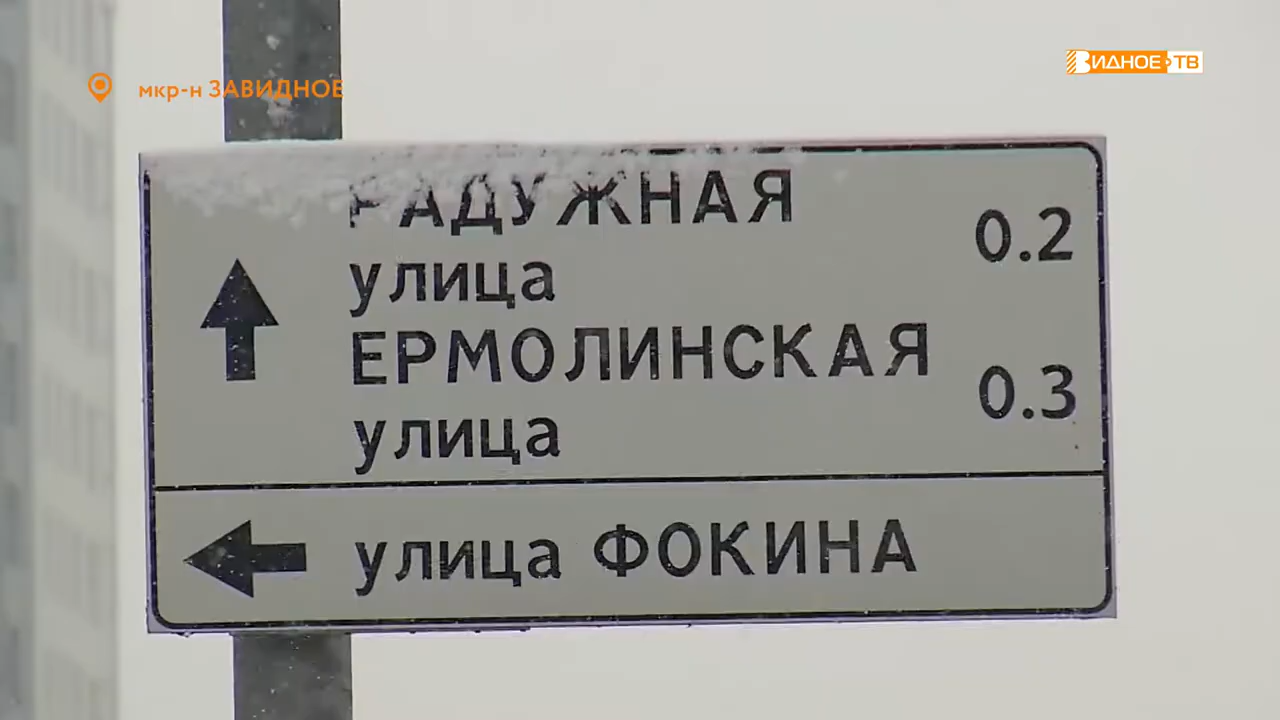 мкр-н ЗАВИДНОЕ
ВИДНОЕ ТВ
РАДУЖНАЯ
улица
0.2
ЕРМОЛИНСКАЯ
улица
0.3
улица ФОКИНА